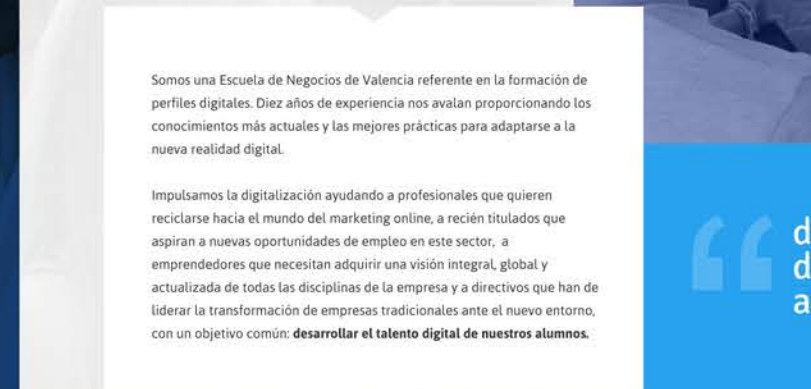 Somos una Escuela de Negocios de Valencia referente en la formación de
perfiles digitales. Diez años de experiencia nos avalan proporcionando los
conocimientos más actuales y las mejores prácticas para adaptarse a la
nueva realidad digital.
Impulsamos la digitalización ayudando a profesionales que quieren
reciclarse hacia el mundo del marketing online, a recién titulados que
aspiran a nuevas oportunidades de empleo en este sector, a
emprendedores que necesitan adquirir una visión integral, global y
actualizada de todas las disciplinas de la empresa y a directivos que han de
liderar la transformación de empresas tradicionales ante el nuevo entorno,
con un objetivo común: desarrollar el talento digital de nuestros alumnos.